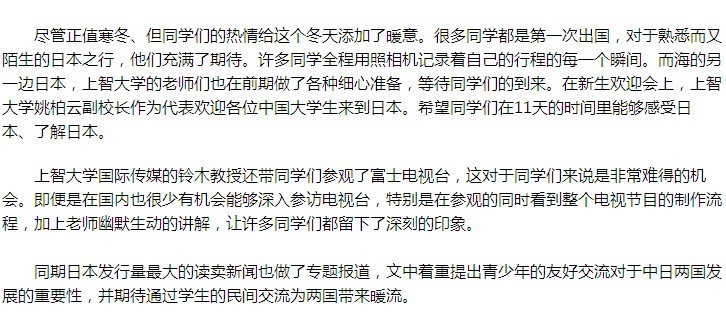 尽管正值寒冬、但同学们的热情给这个冬天添加了暖意。很多同学都是第一次出国，对于熟悉而又
陌生的日本之行，他们充满了期待。许多同学全程用照相机记录着自己的行程的每一个瞬间。而海的另
一边日本，上智大学的老师们也在前期做了各种细心准备，等待同学们的到来。在新生欢迎会上，上智
大学姚柏云副校长作为代表欢迎各位中国大学生来到日本。希望同学们在11天的时间里能够感受日
本、了解日本。
上智大学国际传媒的铃木教授还带同学们参观了富士电视台，这对于同学们来说是非常难得的机
会。即便是在国内也很少有机会能够深入参访电视台，特别是在参观的同时看到整个电视节目的制作流
程，加上老师幽默生动的讲解，让许多同学们都留下了深刻的印象。
同期日本发行量最大的读卖新闻也做了专题报道，文中着重提出青少年的友好交流对于中日两国发
展的重要性，并期待通过学生的民间交流为两国带来暖流。